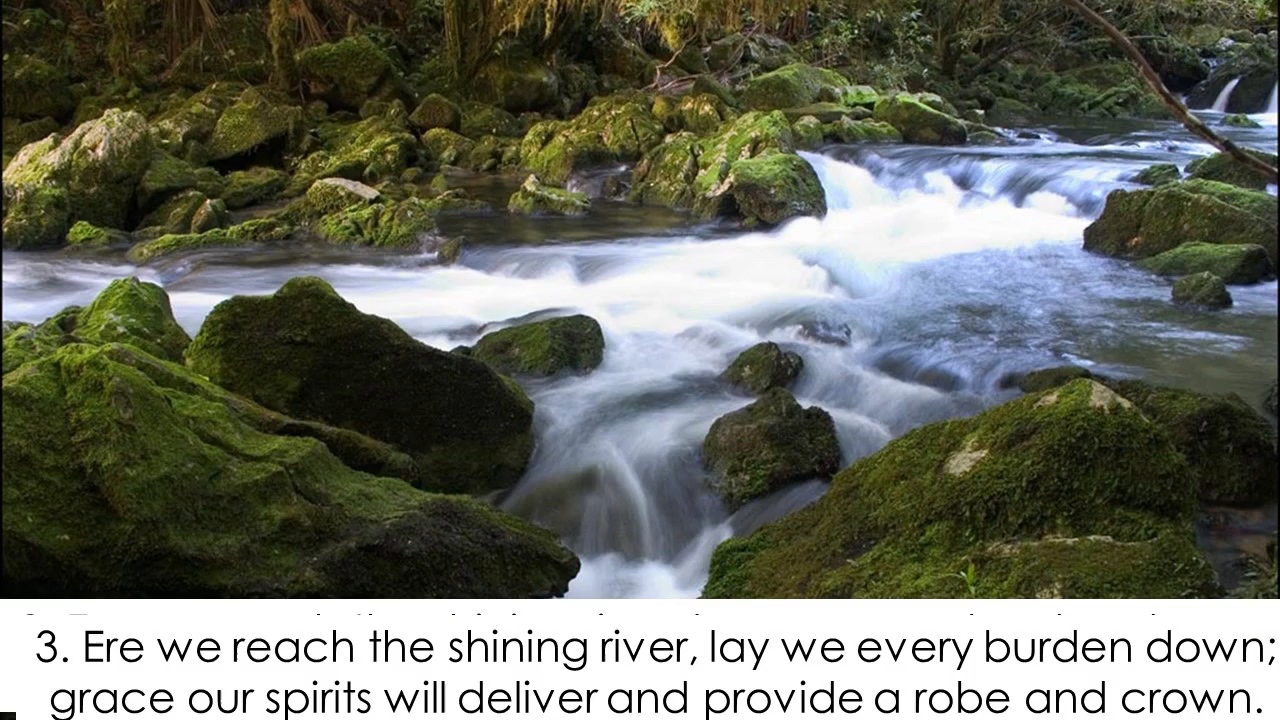 3. Ere we reach the shining river, lay we every burden down;
grace our spirits will deliver and provide a robe and crown.